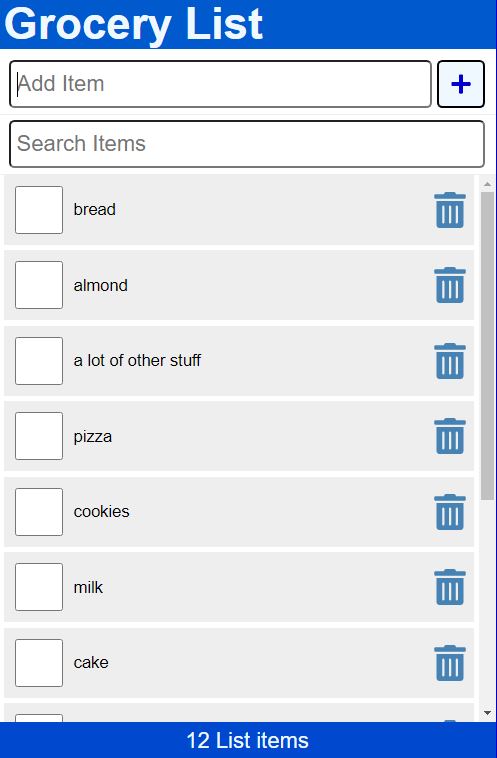 Grocery List
Add Item
+
Search Items
bread
almond
a lot of other stuff
pizza
cookies
milk
cake
12 List items